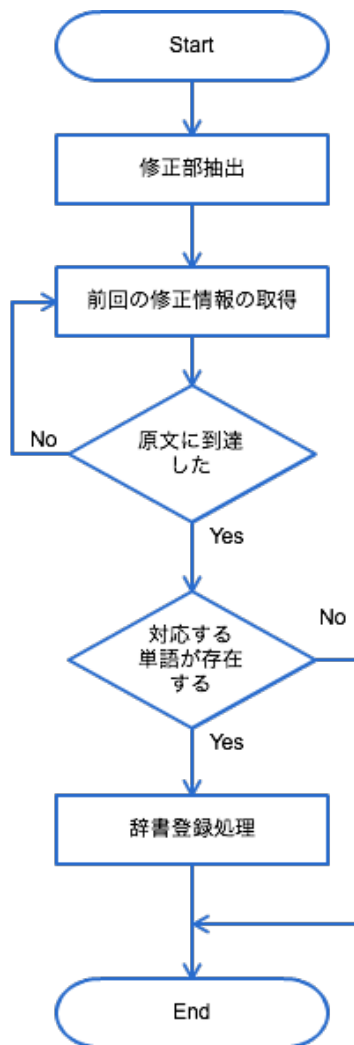 Start
修正部抽出
前回の修正情報の取得
原文に到達
した
No
Yes
対応する
単語が存在
する
No
Yes
辞書登録処理
End